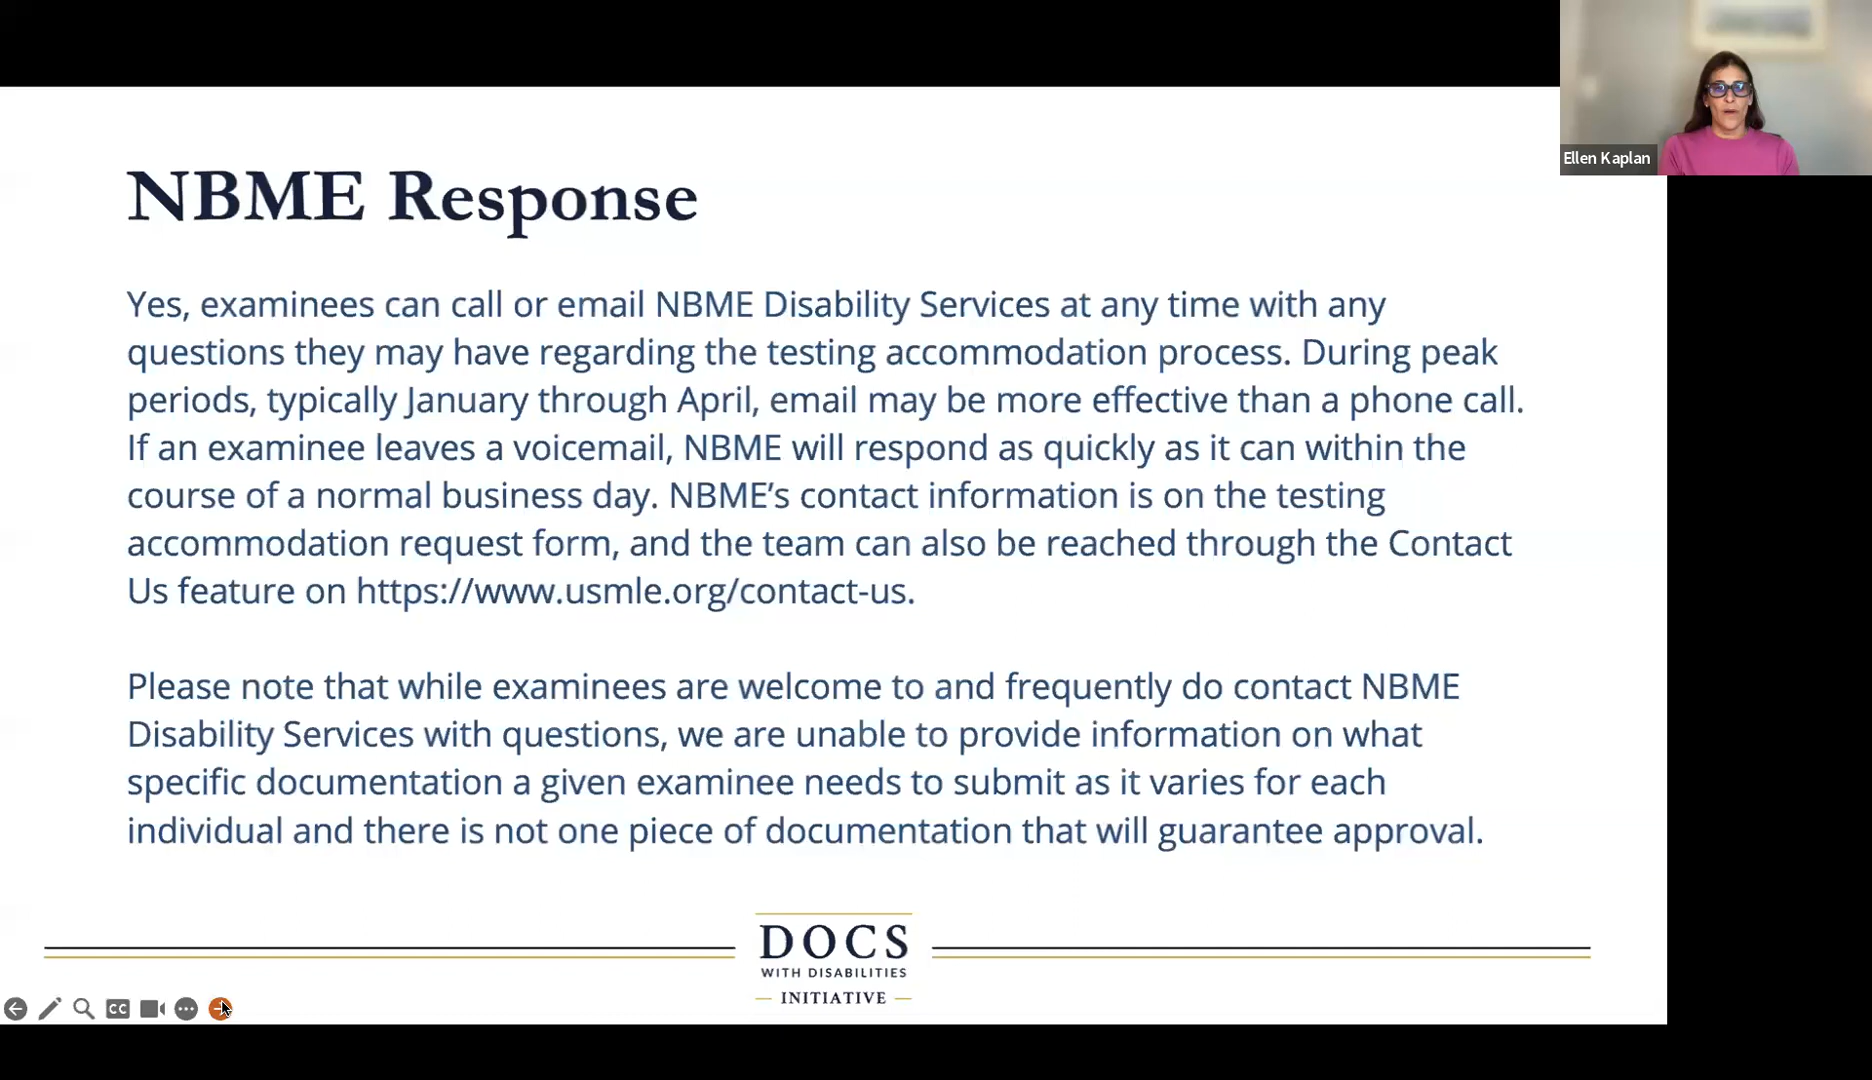 Ellen Kaplan
NBME Response
Yes, examinees can call or email NBME Disability Services at any time with any
questions they may have regarding the testing accommodation process. During peak
periods, typically January through April, email may be more effective than a phone call.
If an examinee leaves a voicemail, NBME will respond as quickly as it can within the
course of a normal business day. NBME’s contact information is on the testing
accommodation request form, and the team can also be reached through the Contact
Us feature on https://www.usmle.org/contact-us.
Please note that while examinees are welcome to and frequently do contact NBME
Disability Services with questions, we are unable to provide information on what
specific documentation a given examinee needs to submit as it varies for each
individual and there is not one piece of documentation that will guarantee approval.
DOCS
WITH DISABILITIES
INITIATIVE
CC